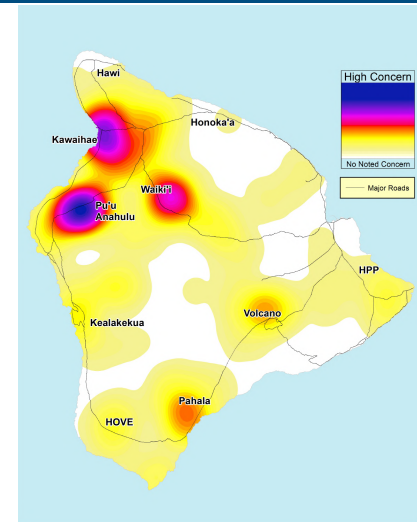 Hawi
High Concern
Honoka'a
Kawaihae
No Noted Concern
Waiki'i
Major Roads
Pu'u
Anahulu
HPP
Volcano
Kealakekua
Pahala
HOVE